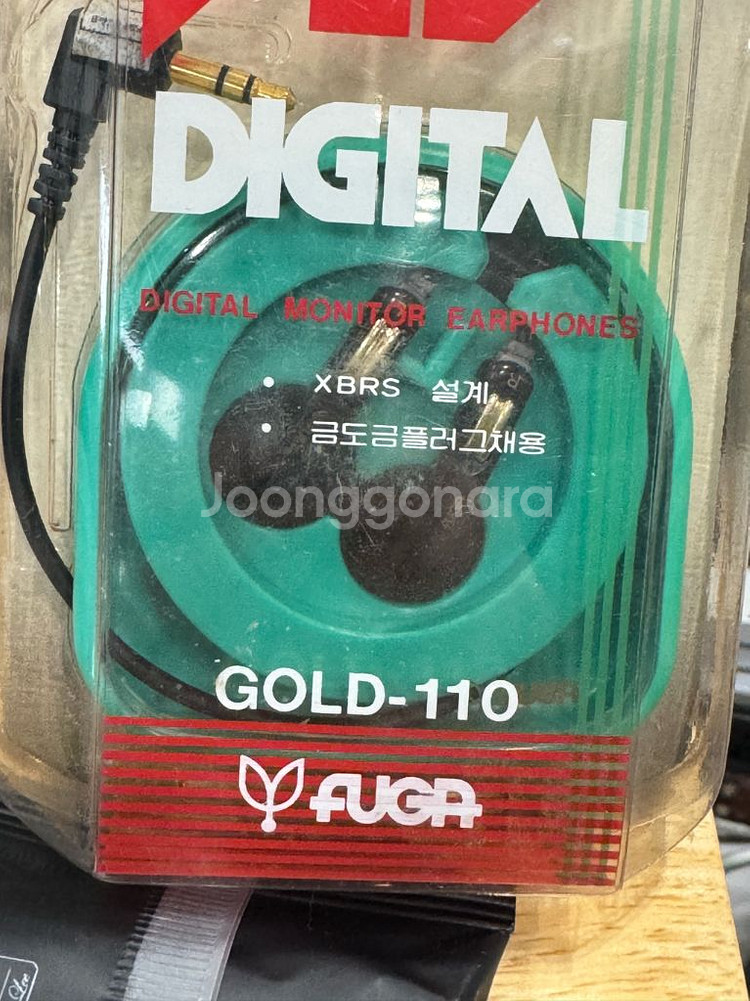 DIGITAL
DIGITAL MONITOR EARPHONES
R
• XBRS 설계
• 금도금플러그채용
Joonggonara
GOLD-110
FUGA